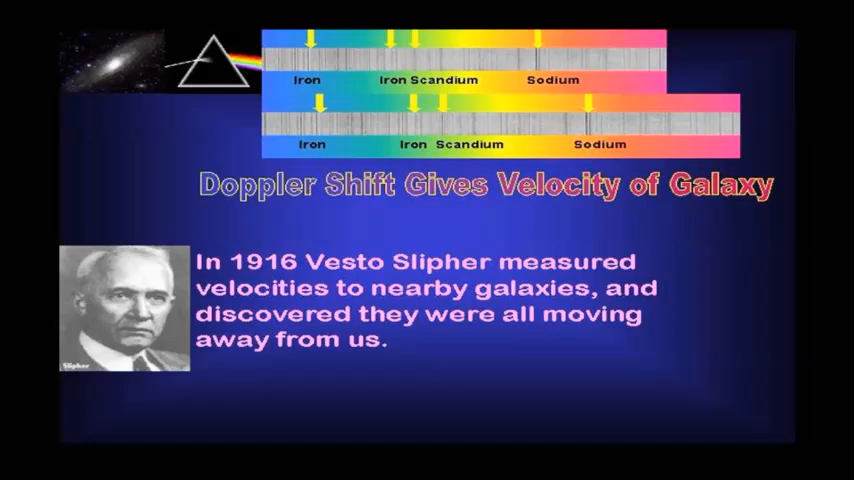 Iron Iron Scandium Sodium
Iron Iron Scandium Sodium
Doppler Shift Gives Velocity of Galaxy
In 1916 Vesto Slipher measured
velocities to nearby galaxies, and
discovered they were all moving
away from us.
Slipher